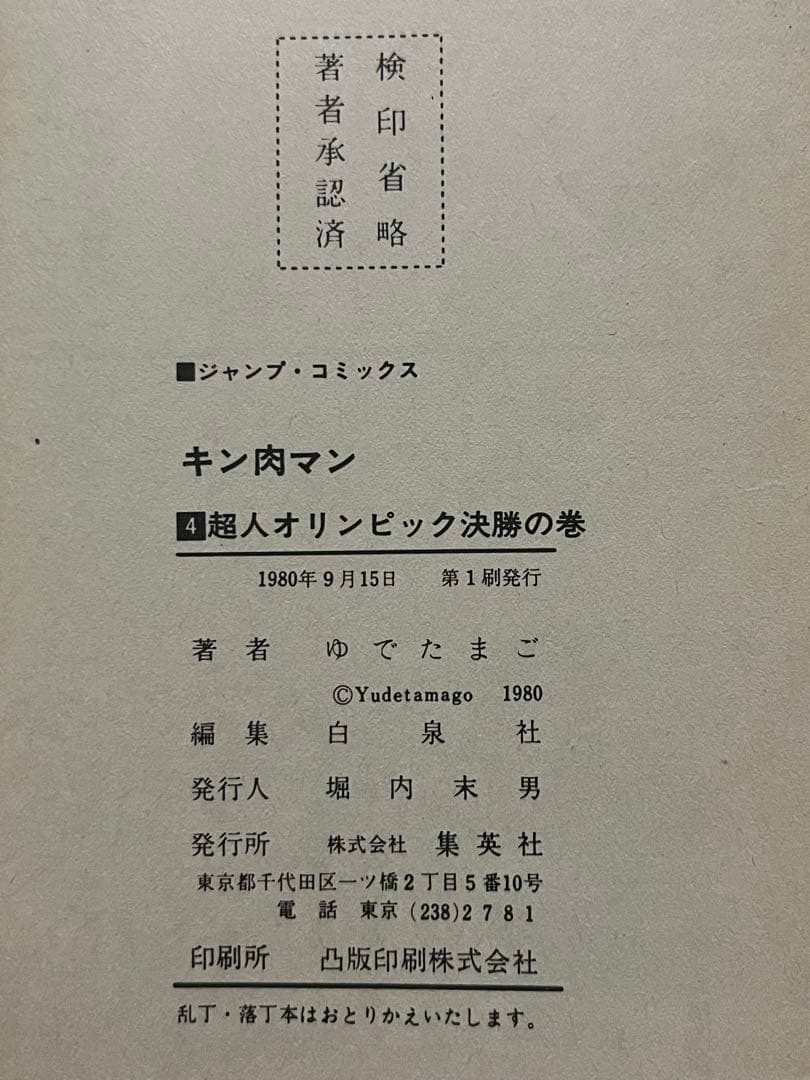 検印省略
著者承認済
■ジャンプ・コミックス
キン肉マン
4超人オリンピック決勝の巻
1980年9月15日　第1刷発行
著者　ゆでたまご
©Yudetamago 1980
編集　白泉社
発行人　堀内末男
発行所　株式会社 集英社
東京都千代田区一ツ橋2丁目5番10号
電話　東京(238)2781
印刷所　凸版印刷株式会社
乱丁・落丁本はおとりかえいたします。